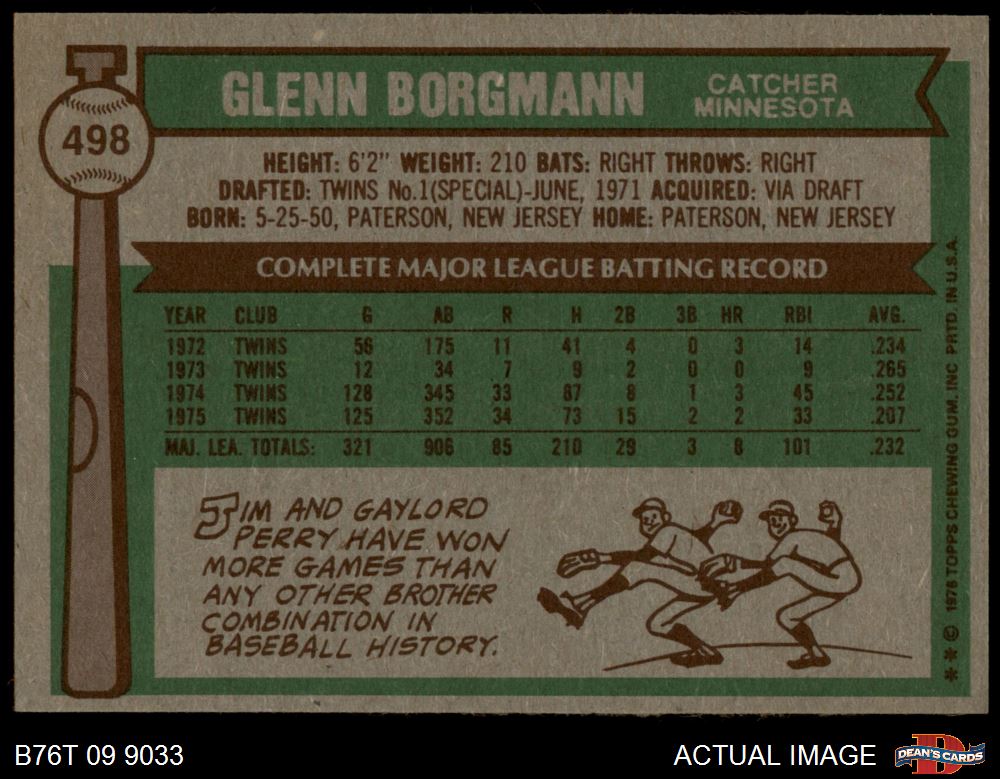 498
GLENN BORGMANN
CATCHER
MINNESOTA
HEIGHT: 6'2" WEIGHT: 210 BATS: RIGHT THROWS: RIGHT
DRAFTED: TWINS No.1(SPECIAL)-JUNE, 1971 ACQUIRED: VIA DRAFT
BORN: 5-25-50, PATERSON, NEW JERSEY HOME: PATERSON, NEW JERSEY
COMPLETE MAJOR LEAGUE BATTING RECORD
YEAR CLUB G AB R H 2B 3B HR RBI AVG.
1972 TWINS 56 175 11 41 4 0 3 14 .234
1973 TWINS 12 34 7 9 2 0 0 9 .265
1974 TWINS 128 345 33 87 8 1 3 45 .252
1975 TWINS 125 352 34 73 15 2 2 33 .207
MAJ. LEA. TOTALS: 321 906 85 210 29 3 8 101 .232
JIM AND GAYLORD
PERRY HAVE WON
MORE GAMES THAN
ANY OTHER BROTHER
COMBINATION IN
BASEBALL HISTORY.
** © 1976 TOPPS CHEWING GUM, INC PRTD. IN U.S.A.
B76T 09 9033
ACTUAL IMAGE
D
DEAN'S CARDS